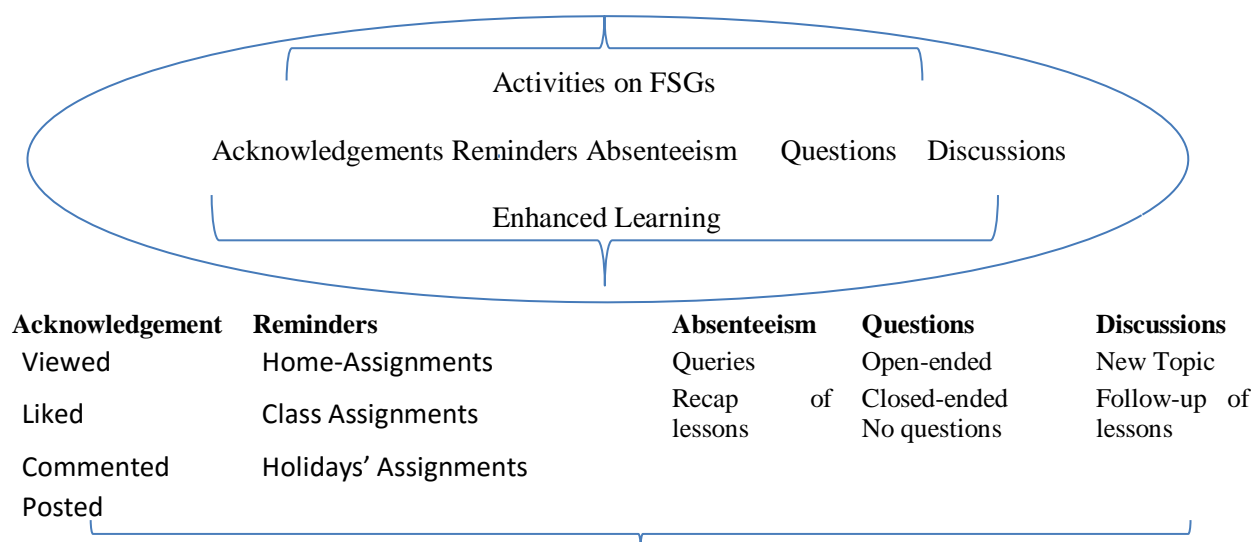 Activities on FSGs
Acknowledgements Reminders Absenteeism Questions Discussions
Enhanced Learning
Acknowledgement Reminders Absenteeism Questions Discussions
Viewed Home-Assignments Queries Open-ended New Topic
Liked Class Assignments Recap of Closed-ended Follow-up of
lessons No questions lessons
Commented Holidays’ Assignments
Posted